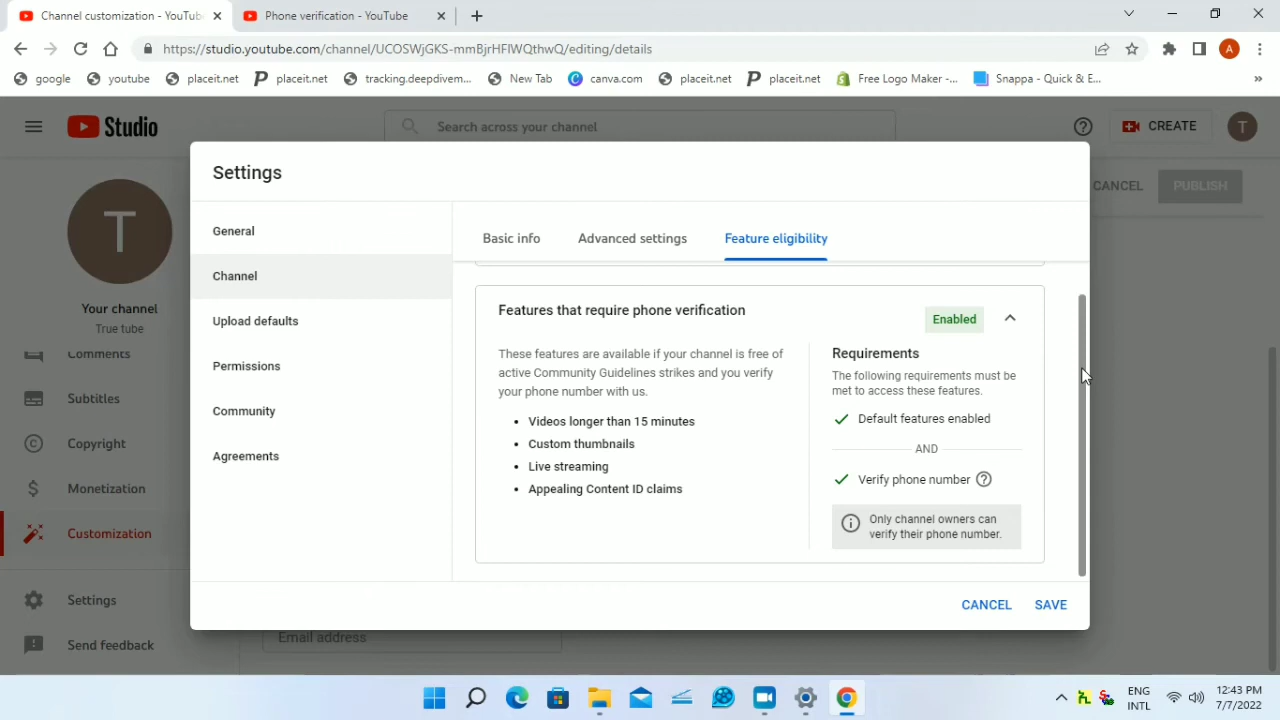 Channel customization - YouTub
Phone verification - YouTube
https://studio.youtube.com/channel/UCOSWjGKS-mmBjrHFlWQthwQ/editing/details
A
google
youtube
placeit.net
placeit.net
tracking.deepdivem...
New Tab
canva.com
placeit.net
placeit.net
Free Logo Maker -...
Snappa - Quick & E...
»
Studio
Search across your channel
CREATE
T
CANCEL
PUBLISH
T
Your channel
True tube
Comments
Subtitles
Copyright
Monetization
Customization
Settings
Send feedback
Settings
General
Channel
Upload defaults
Permissions
Community
Agreements
Basic info
Advanced settings
Feature eligibility
Features that require phone verification
Enabled
These features are available if your channel is free of
active Community Guidelines strikes and you verify
your phone number with us.
• Videos longer than 15 minutes
• Custom thumbnails
• Live streaming
• Appealing Content ID claims
Requirements
The following requirements must be
met to access these features.
Default features enabled
AND
Verify phone number
Only channel owners can
verify their phone number.
CANCEL
SAVE
Email address
ENG
INTL
12:43 PM
7/7/2022